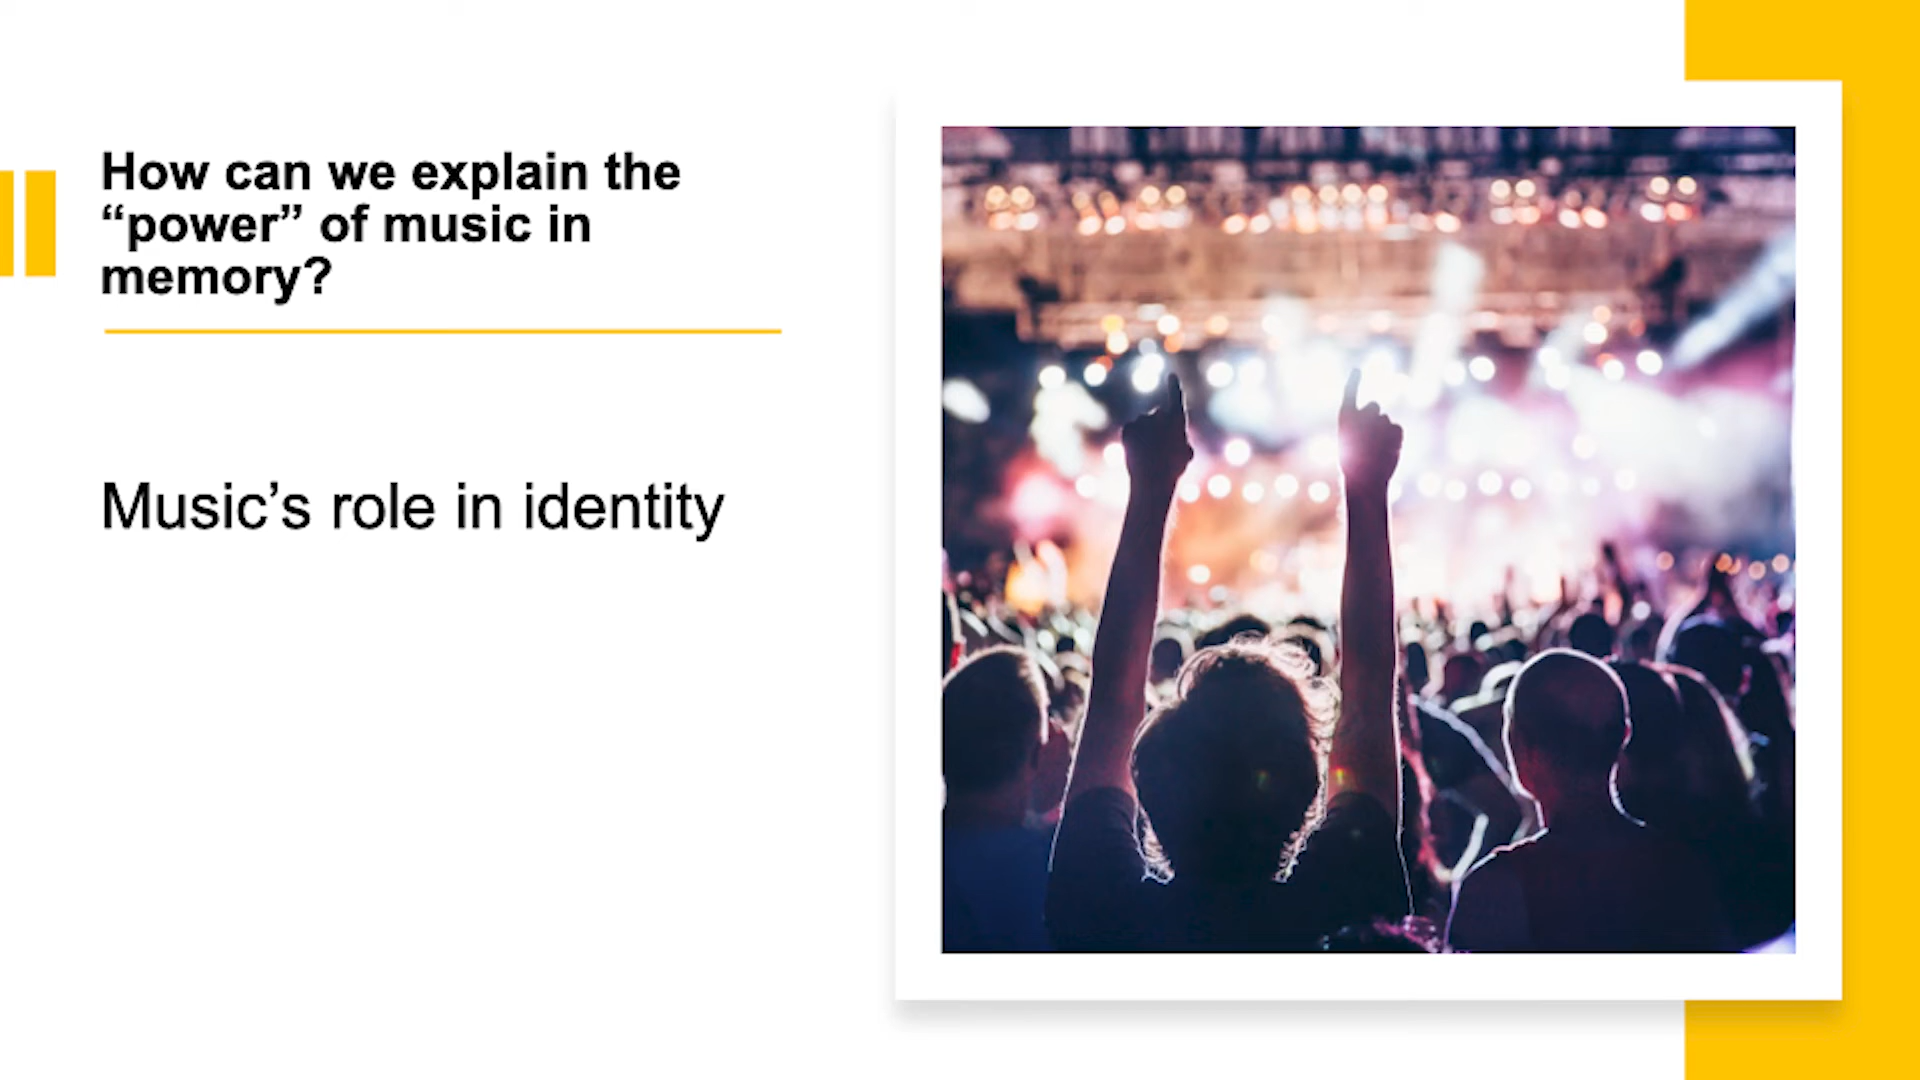 How can we explain the
“power” of music in
memory?
Music’s role in identity